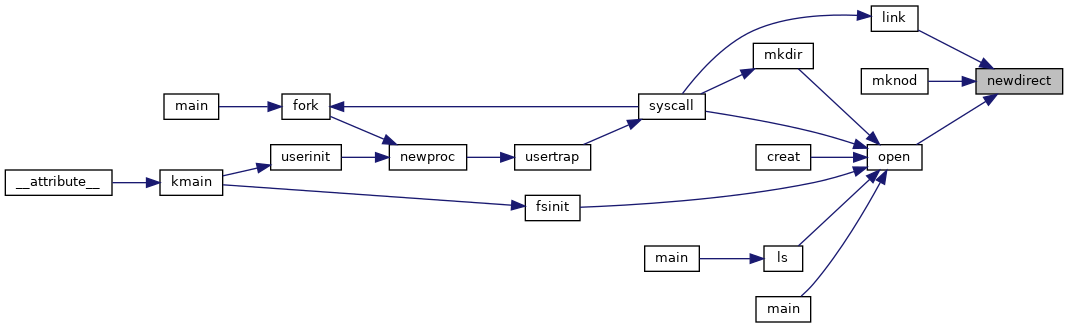 link
mkdir
newdirect
mknod
main
fork
syscall
userinit
newproc
usertrap
creat
open
__attribute__
kmain
fsinit
main
ls
main